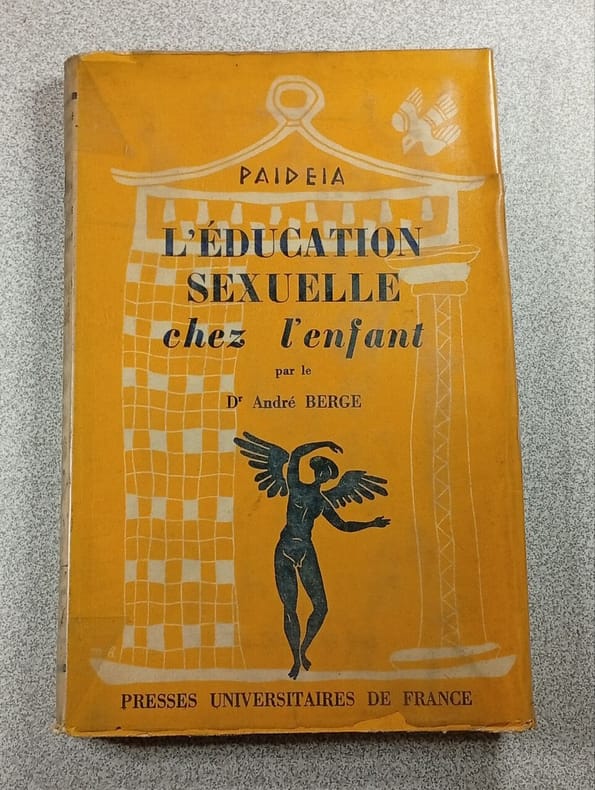 PAIDEIA
L'ÉDUCATION
SEXUELLE
chez l'enfant
par le
Dr André BERGE
PRESSES UNIVERSITAIRES DE FRANCE